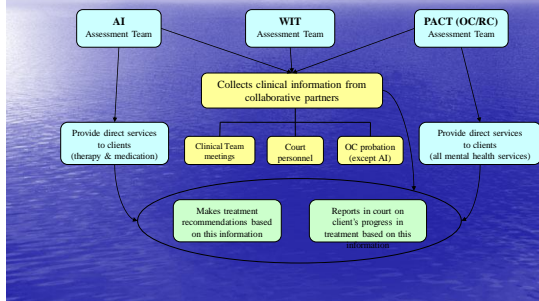 AI
Assessment Team
WIT
Assessment Team
PACT (OC/RC)
Assessment Team
Collects clinical information from
collaborative partners
Provide direct services
to clients
(therapy & medication)
Clinical Team
meetings
Court
personnel
OC probation
(except AI)
Provide direct services
to clients
(all mental health services)
Makes treatment
recommendations based
on this information
Reports in court on
client's progress in
treatment based on this
information